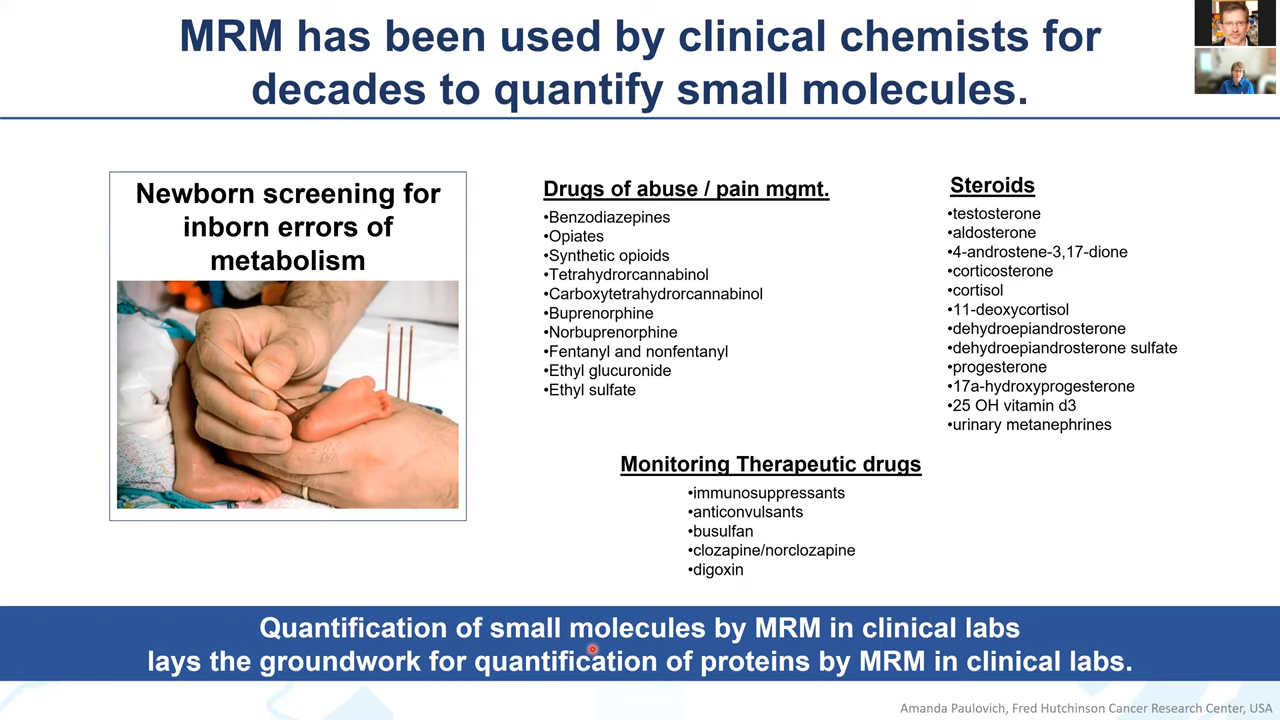 MRM has been used by clinical chemists for
decades to quantify small molecules.
Newborn screening for
inborn errors of
metabolism
Drugs of abuse / pain mgmt.
•Benzodiazepines
•Opiates
•Synthetic opioids
•Tetrahydrorcannabinol
•Carboxytetrahydrorcannabinol
•Buprenorphine
•Norbuprenorphine
•Fentanyl and nonfentanyl
•Ethyl glucuronide
•Ethyl sulfate
Steroids
•testosterone
•aldosterone
•4-androstene-3,17-dione
•corticosterone
•cortisol
•11-deoxycortisol
•dehydroepiandrosterone
•dehydroepiandrosterone sulfate
•progesterone
•17a-hydroxyprogesterone
•25 OH vitamin d3
•urinary metanephrines
Monitoring Therapeutic drugs
•immunosuppressants
•anticonvulsants
•busulfan
•clozapine/norclozapine
•digoxin
Quantification of small molecules by MRM in clinical labs
lays the groundwork for quantification of proteins by MRM in clinical labs.
Amanda Paulovich, Fred Hutchinson Cancer Research Center, USA